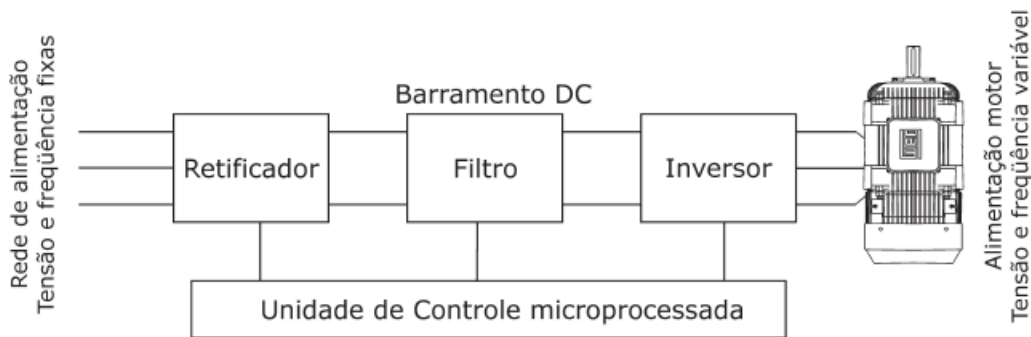 Rede de alimentação
Tensão e freqüência fixas
Barramento DC
Retificador
Filtro
Inversor
Unidade de Controle microprocessada
Alimentação motor
Tensão e freqüência variável